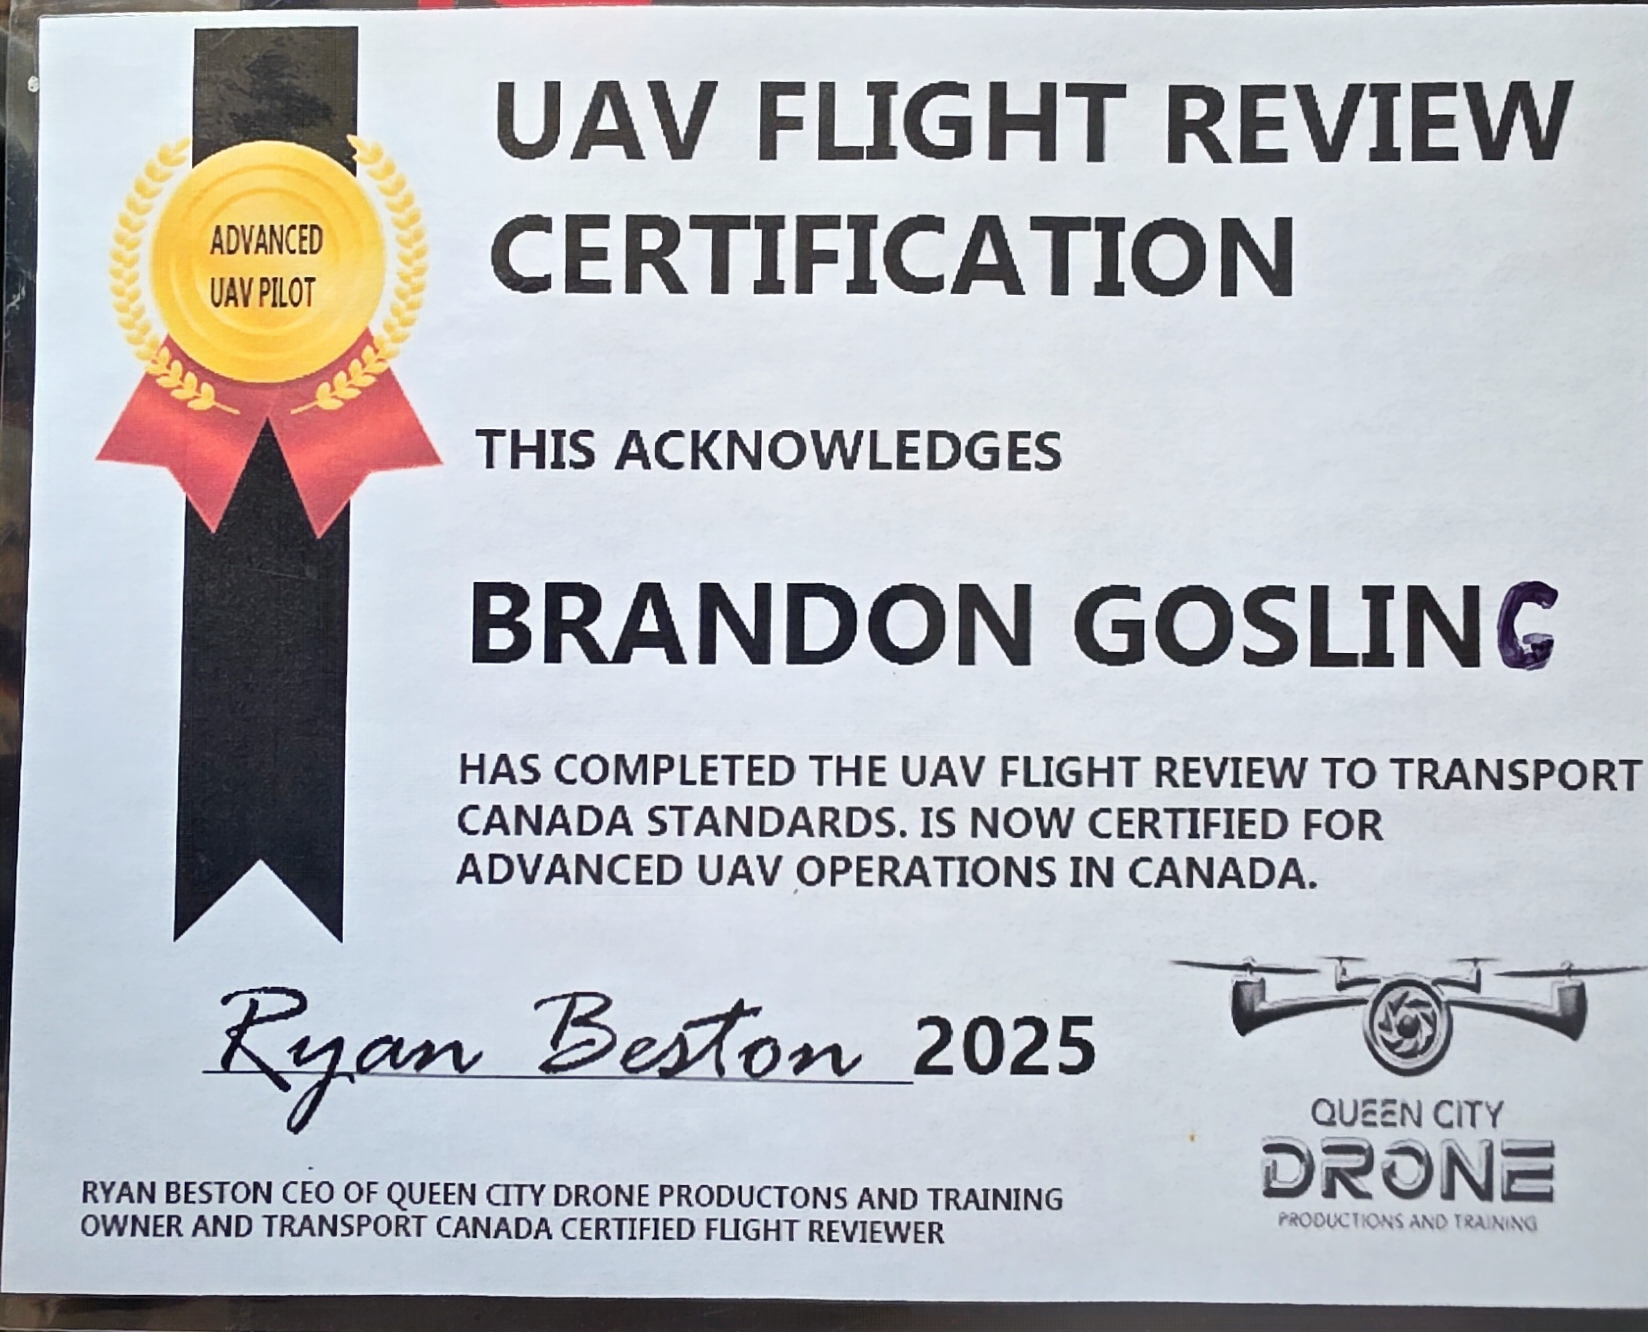 UAV FLIGHT REVIEW
CERTIFICATION
ADVANCED
UAV PILOT
THIS ACKNOWLEDGES
BRANDON GOSLING
HAS COMPLETED THE UAV FLIGHT REVIEW TO TRANSPORT
CANADA STANDARDS. IS NOW CERTIFIED FOR
ADVANCED UAV OPERATIONS IN CANADA.
Ryan Beston 2025
QUEEN CITY
DRONE
PRODUCTIONS AND TRAINING
RYAN BESTON CEO OF QUEEN CITY DRONE PRODUCTONS AND TRAINING
OWNER AND TRANSPORT CANADA CERTIFIED FLIGHT REVIEWER